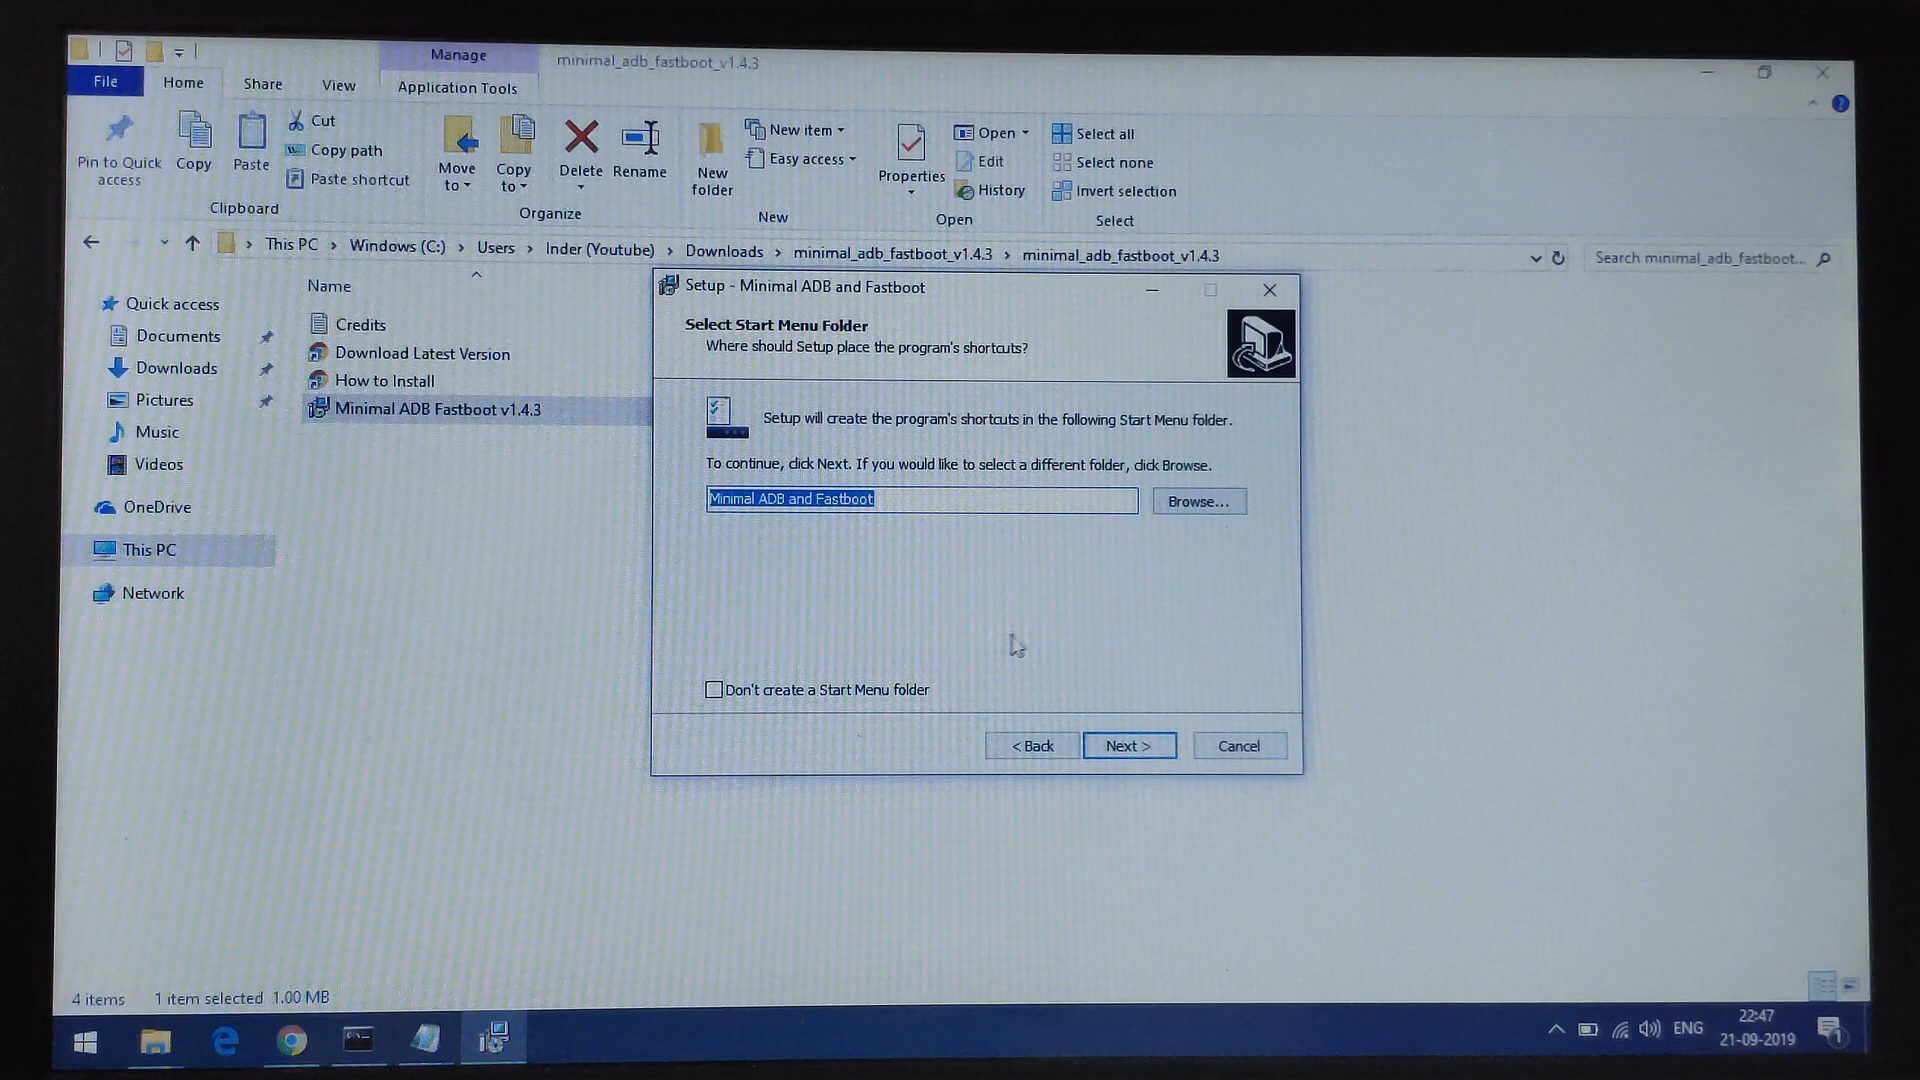 Manage
minimal_adb_fastboot_v1.4.3
File
Home
Share
View
Application Tools
Pin to Quick access
Copy
Paste
Cut
Copy path
Paste shortcut
Clipboard
Move to
Copy to
Delete
Rename
Organize
New folder
New item
Easy access
New
Properties
Open
Edit
History
Open
Select all
Select none
Invert selection
Select
This PC > Windows (C:) > Users > Inder (Youtube) > Downloads > minimal_adb_fastboot_v1.4.3 > minimal_adb_fastboot_v1.4.3
Search minimal_adb_fastboot...
Quick access
Documents
Downloads
Pictures
Music
Videos
OneDrive
This PC
Network
Name
Credits
Download Latest Version
How to Install
Minimal ADB Fastboot v1.4.3
Setup - Minimal ADB and Fastboot
Select Start Menu Folder
Where should Setup place the program's shortcuts?
Setup will create the program's shortcuts in the following Start Menu folder.
To continue, click Next. If you would like to select a different folder, click Browse.
Minimal ADB and Fastboot
Browse...
Don't create a Start Menu folder
< Back
Next >
Cancel
4 items
1 item selected 1.00 MB
ENG
22:47
21-09-2019
1